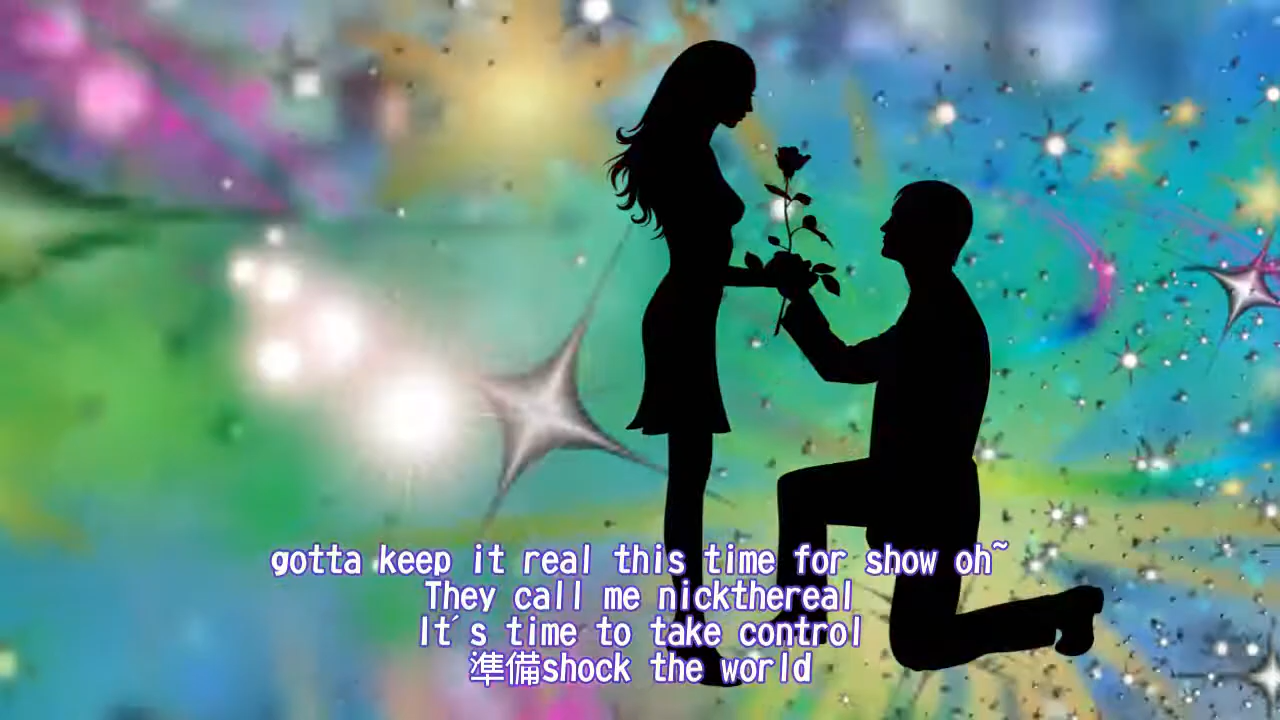 gotta keep it real this time for show oh~
They call me nickthereal
It´s time to take control
準備shock the world